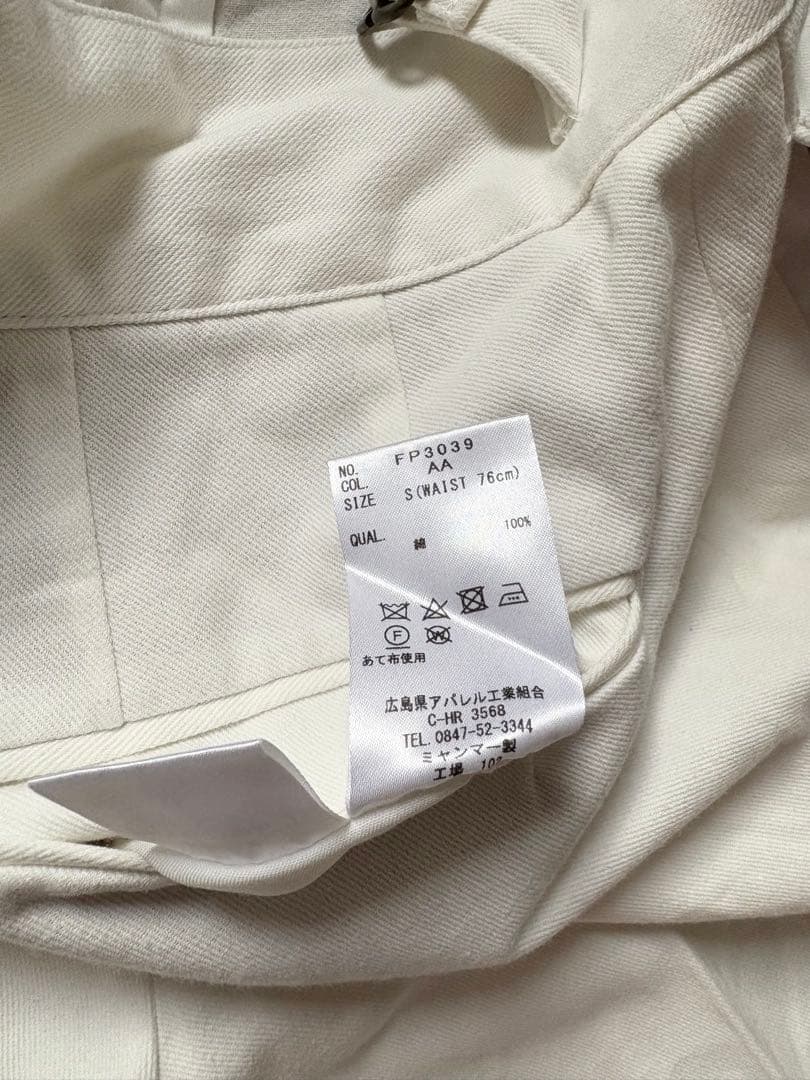 NO. FP3039
COL. AA
SIZE S(WAIST 76cm)
QUAL. 綿 100%
F W
あて布使用
広島県アパレル工業組合
C-HR 3568
TEL. 0847-52-3344
ミャンマー製
工場